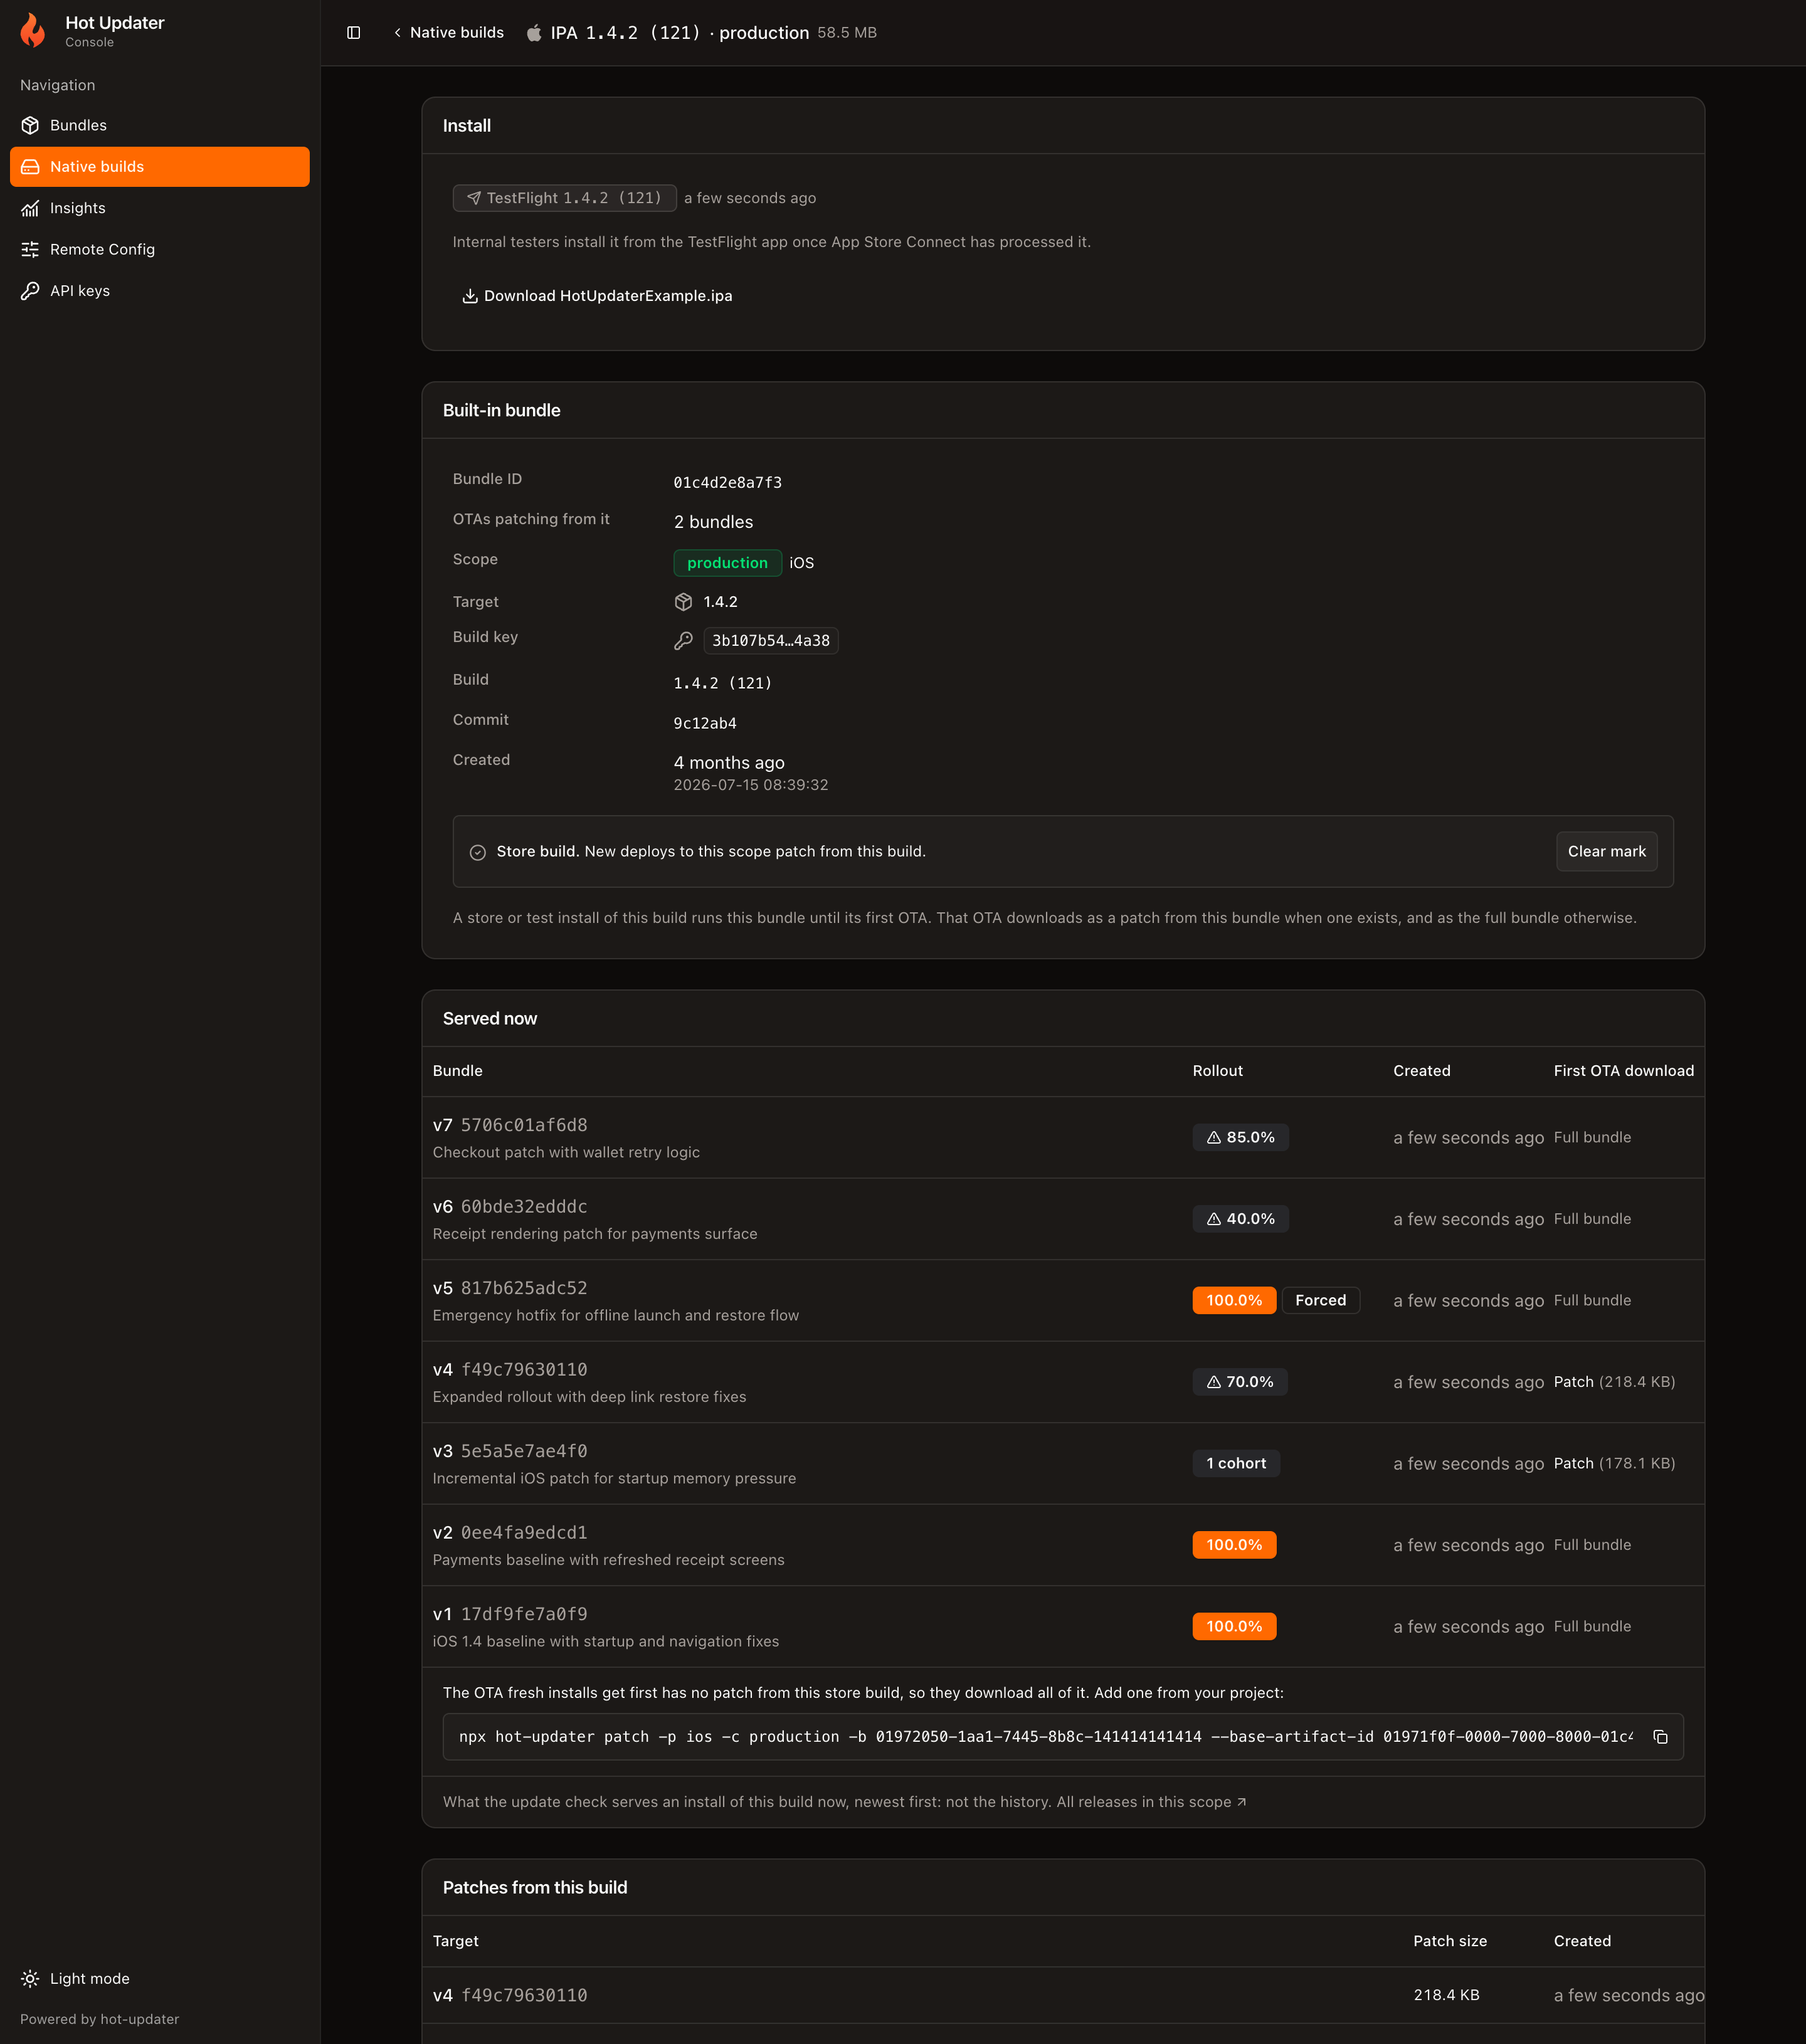 Hot Updater
Console
Navigation
Bundles
Native builds
Insights
Remote Config
API keys
Light mode
Powered by hot-updater
Native builds
IPA 1.4.2 (121) · production 58.5 MB
Install
TestFlight 1.4.2 (121) a few seconds ago
Internal testers install it from the TestFlight app once App Store Connect has processed it.
Download HotUpdaterExample.ipa
Built-in bundle
Bundle ID 01c4d2e8a7f3
OTAs patching from it 2 bundles
Scope production iOS
Target 1.4.2
Build key 3b107b54…4a38
Build 1.4.2 (121)
Commit 9c12ab4
Created 4 months ago
2026-07-15 08:39:32
Store build. New deploys to this scope patch from this build. Clear mark
A store or test install of this build runs this bundle until its first OTA. That OTA downloads as a patch from this bundle when one exists, and as the full bundle otherwise.
Served now
Bundle Rollout Created First OTA download
v7 5706c01af6d8 85.0% a few seconds ago Full bundle
Checkout patch with wallet retry logic
v6 60bde32edddc 40.0% a few seconds ago Full bundle
Receipt rendering patch for payments surface
v5 817b625adc52 100.0% Forced a few seconds ago Full bundle
Emergency hotfix for offline launch and restore flow
v4 f49c79630110 70.0% a few seconds ago Patch (218.4 KB)
Expanded rollout with deep link restore fixes
v3 5e5a5e7ae4f0 1 cohort a few seconds ago Patch (178.1 KB)
Incremental iOS patch for startup memory pressure
v2 0ee4fa9edcd1 100.0% a few seconds ago Full bundle
Payments baseline with refreshed receipt screens
v1 17df9fe7a0f9 100.0% a few seconds ago Full bundle
iOS 1.4 baseline with startup and navigation fixes
The OTA fresh installs get first has no patch from this store build, so they download all of it. Add one from your project:
npx hot-updater patch -p ios -c production -b 01972050-1aa1-7445-8b8c-141414141414 --base-artifact-id 01971f0f-0000-7000-8000-01c4
What the update check serves an install of this build now, newest first: not the history. All releases in this scope ↗
Patches from this build
Target Patch size Created
v4 f49c79630110 218.4 KB a few seconds ago